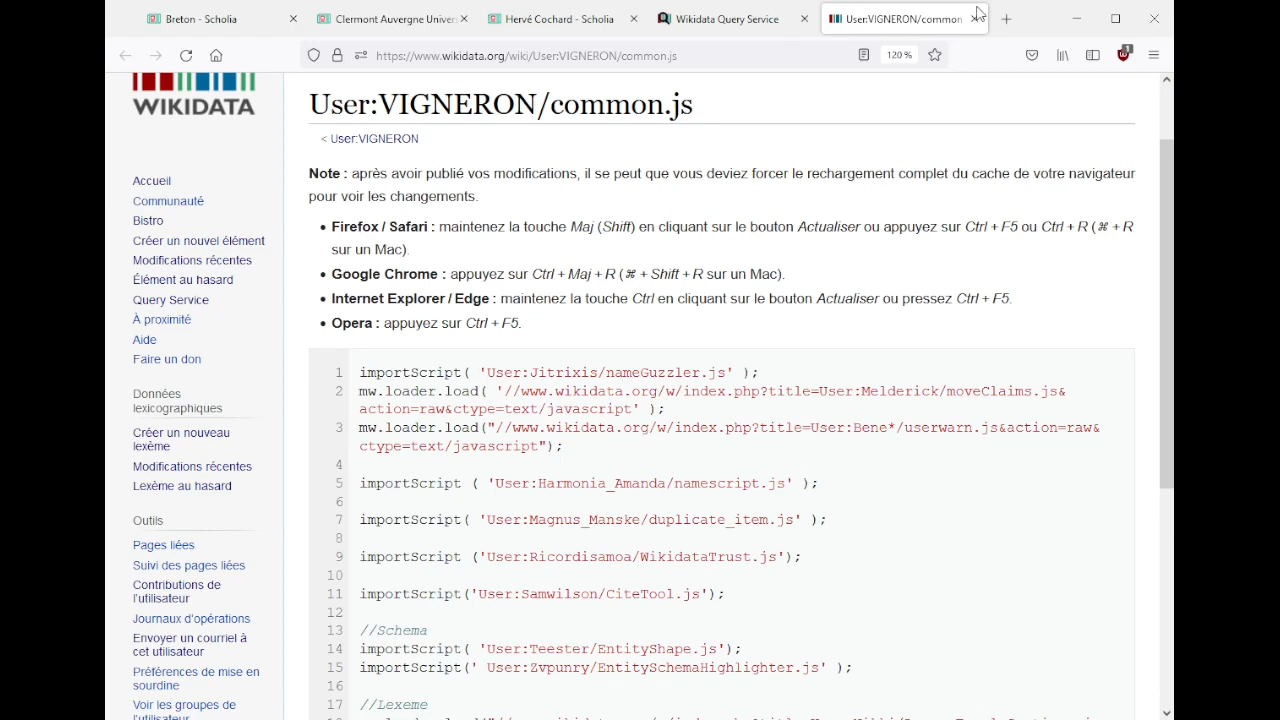 Breton - Scholia
Clermont Auvergne Univer
Hervé Cochard - Scholia
Wikidata Query Service
User:VIGNERON/common
https://www.wikidata.org/wiki/User:VIGNERON/common.js
120 %
1
WIKIDATA
Accueil
Communauté
Bistro
Créer un nouvel élément
Modifications récentes
Élément au hasard
Query Service
À proximité
Aide
Faire un don
Données
lexicographiques
Créer un nouveau
lexème
Modifications récentes
Lexème au hasard
Outils
Pages liées
Suivi des pages liées
Contributions de
l'utilisateur
Journaux d'opérations
Envoyer un courriel à
cet utilisateur
Préférences de mise en
sourdine
Voir les groupes de
l'utilisateur
User:VIGNERON/common.js
< User:VIGNERON
Note : après avoir publié vos modifications, il se peut que vous deviez forcer le rechargement complet du cache de votre navigateur
pour voir les changements.
• Firefox / Safari : maintenez la touche Maj (Shift) en cliquant sur le bouton Actualiser ou appuyez sur Ctrl + F5 ou Ctrl + R (⌘ + R
sur un Mac).
• Google Chrome : appuyez sur Ctrl + Maj + R (⌘ + Shift + R sur un Mac).
• Internet Explorer / Edge : maintenez la touche Ctrl en cliquant sur le bouton Actualiser ou pressez Ctrl + F5.
• Opera : appuyez sur Ctrl + F5.
1 importScript( 'User:Jitrixis/nameGuzzler.js' );
2 mw.loader.load( '//www.wikidata.org/w/index.php?title=User:Melderick/moveClaims.js&
action=raw&ctype=text/javascript' );
3 mw.loader.load("//www.wikidata.org/w/index.php?title=User:Bene*/userwarn.js&action=raw&
ctype=text/javascript");
4
5 importScript ( 'User:Harmonia_Amanda/namescript.js' );
6
7 importScript( 'User:Magnus_Manske/duplicate_item.js' );
8
9 importScript ('User:Ricordisamoa/WikidataTrust.js');
10
11 importScript('User:Samwilson/CiteTool.js');
12
13 //Schema
14 importScript( 'User:Teester/EntityShape.js');
15 importScript(' User:Zvpunry/EntitySchemaHighlighter.js' );
16
17 //Lexeme